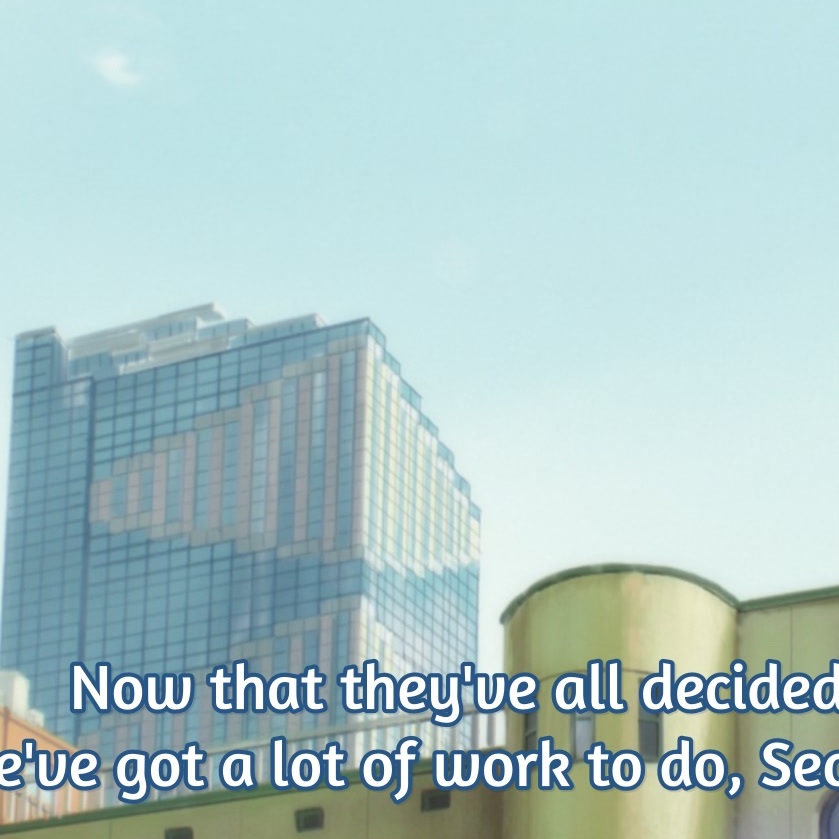 Now that they've all decided
e've got a lot of work to do, Sec